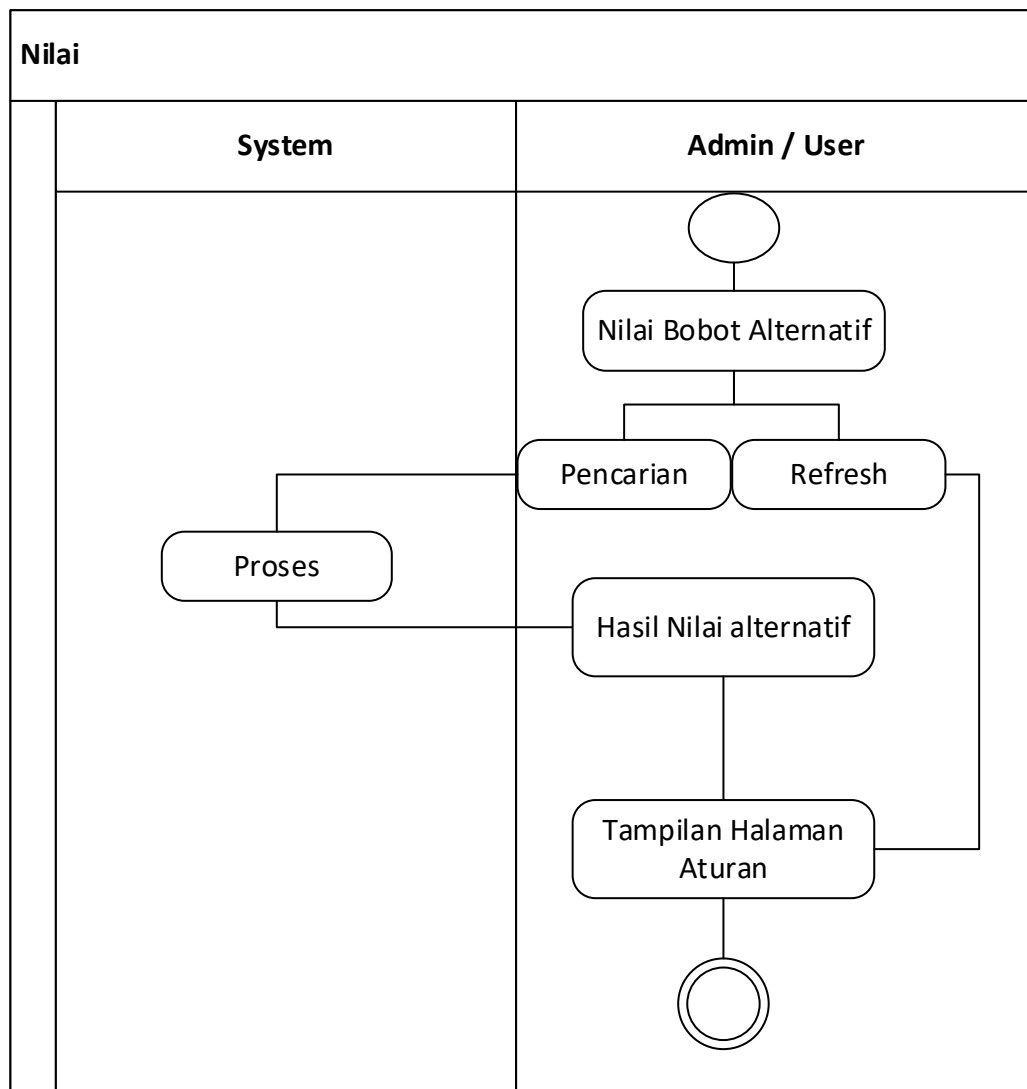 Nilai
System
Admin / User
Nilai Bobot Alternatif
Pencarian
Refresh
Proses
Hasil Nilai alternatif
Tampilan Halaman
Aturan